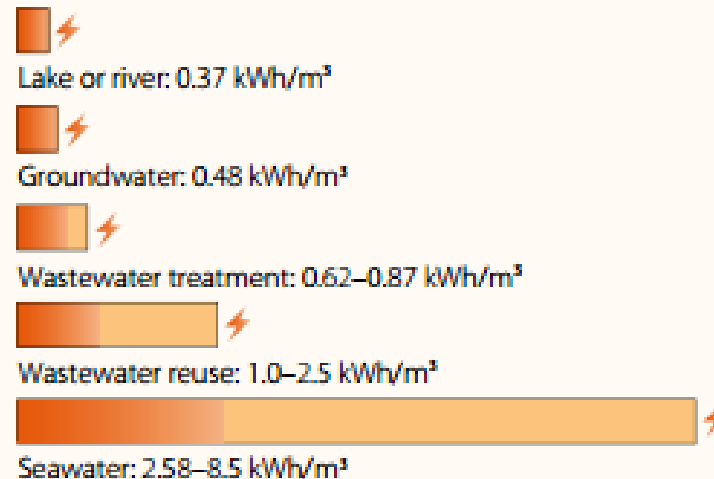 Lake or river: 0.37 kWh/m³
Groundwater: 0.48 kWh/m³
Wastewater treatment: 0.62–0.87 kWh/m³
Wastewater reuse: 1.0–2.5 kWh/m³
Seawater: 2.58–8.5 kWh/m³